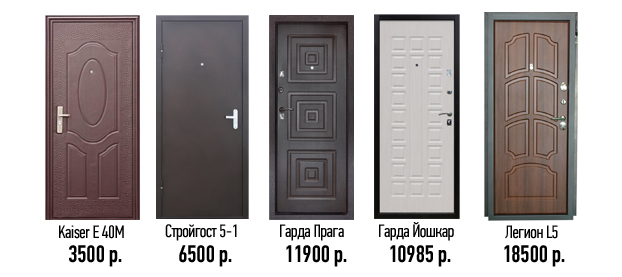 Kaiser E 40M
3500 р.
Стройгост 5-1
6500 р.
Гарда Прага
11900 р.
Гарда Йошкар
10985 р.
Легион L5
18500 р.